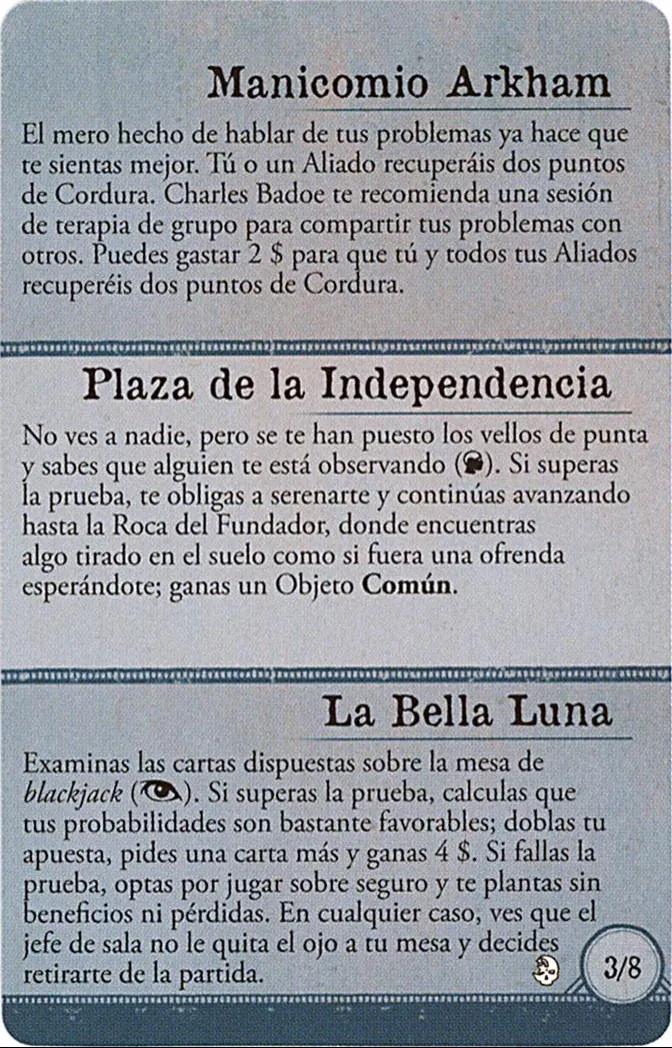 Manicomio Arkham
El mero hecho de hablar de tus problemas ya hace que
te sientas mejor. Tú o un Aliado recuperáis dos puntos
de Cordura. Charles Badoe te recomienda una sesión
de terapia de grupo para compartir tus problemas con
otros. Puedes gastar 2 $ para que tú y todos tus Aliados
recuperéis dos puntos de Cordura.
Plaza de la Independencia
No ves a nadie, pero se te han puesto los vellos de punta
y sabes que alguien te está observando (). Si superas
la prueba, te obligas a serenarte y continúas avanzando
hasta la Roca del Fundador, donde encuentras
algo tirado en el suelo como si fuera una ofrenda
esperándote; ganas un Objeto Común.
La Bella Luna
Examinas las cartas dispuestas sobre la mesa de
blackjack (). Si superas la prueba, calculas que
tus probabilidades son bastante favorables; doblas tu
apuesta, pides una carta más y ganas 4 $. Si fallas la
prueba, optas por jugar sobre seguro y te plantas sin
beneficios ni pérdidas. En cualquier caso, ves que el
jefe de sala no le quita el ojo a tu mesa y decides
retirarte de la partida.
3/8